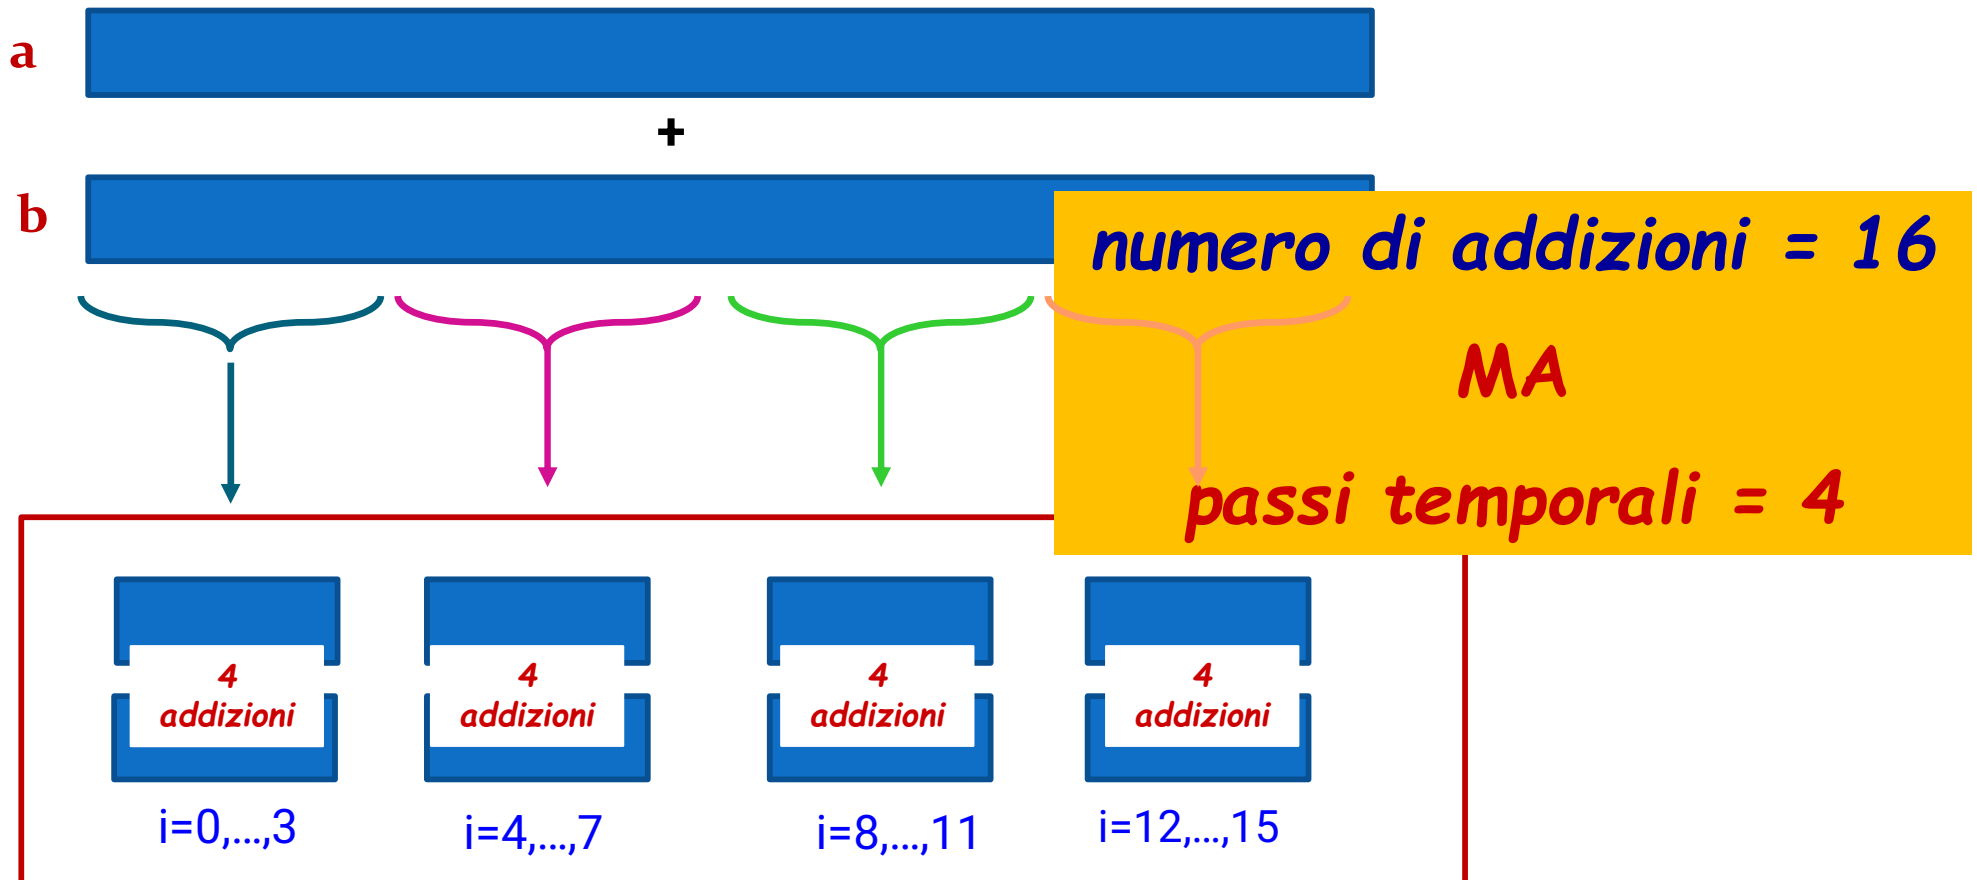 a
+
b
numero di addizioni = 16
MA
passi temporali = 4
4
addizioni
4
addizioni
4
addizioni
4
addizioni
i=0,...,3
i=4,...,7
i=8,...,11
i=12,...,15